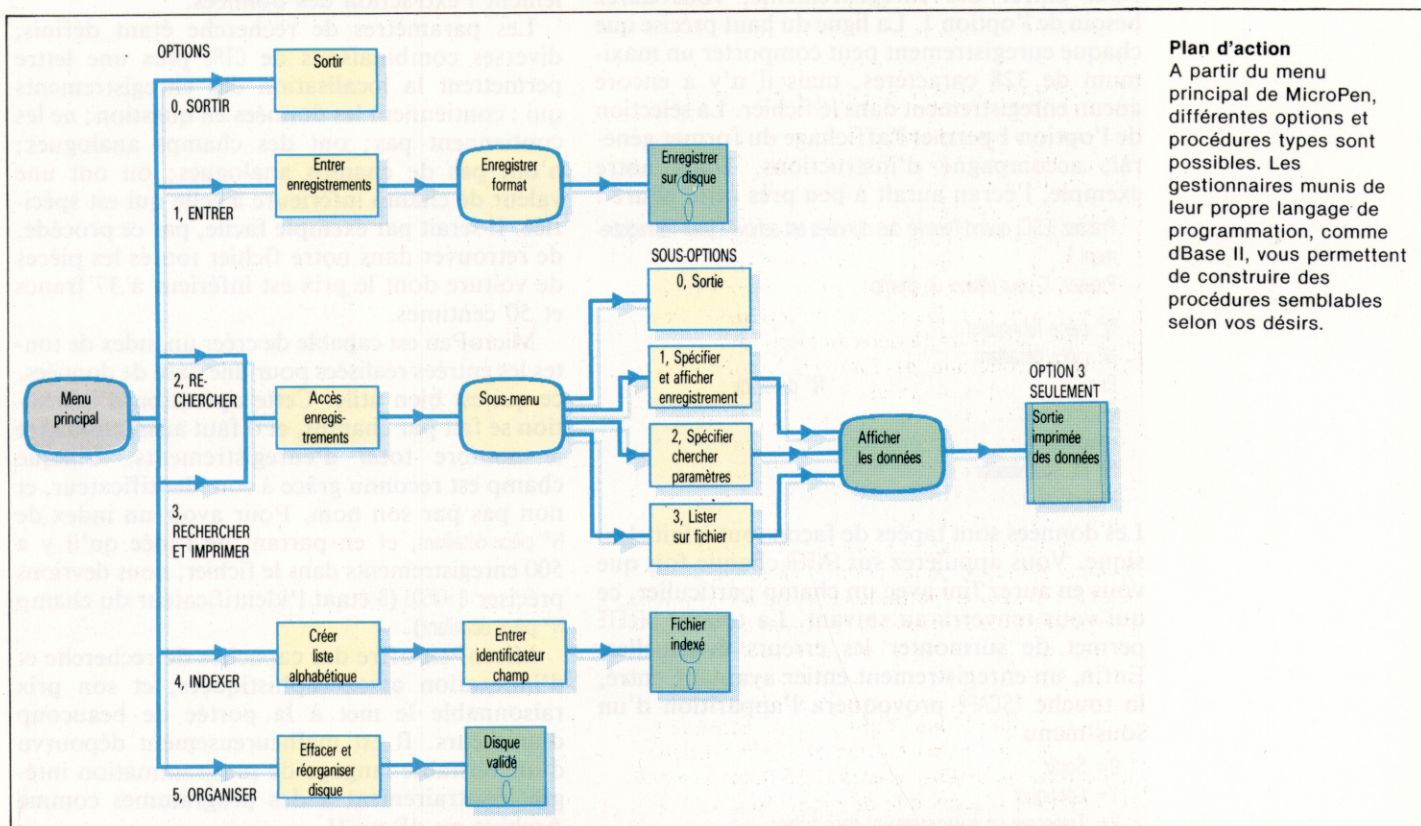 OPTIONS
Sortir
0, SORTIR
Entrer
enregistrements
Enregistrer
format
Enregistrer
sur disque
1, ENTRER
SOUS-OPTIONS
0, Sortie
Menu
principal
2, RE-
CHERCHER
Accès
enregis-
trements
Sous-menu
1, Spécifier
et afficher
enregistrement
2, Spécifier
chercher
paramètres
3, Lister
sur fichier
Afficher
les données
OPTION 3
SEULEMENT
Sortie
imprimée
des données
3,
RECHERCHER
ET IMPRIMER
Créer
liste
alphabétique
Entrer
identificateur
champ
Fichier
indexé
4, INDEXER
Effacer et
réorganiser
disque
Disque
validé
5, ORGANISER
Plan d'action
A partir du menu
principal de MicroPen,
différentes options et
procédures types sont
possibles. Les
gestionnaires munis de
leur propre langage de
programmation, comme
dBase II, vous permettent
de construire des
procédures semblables
selon vos désirs.